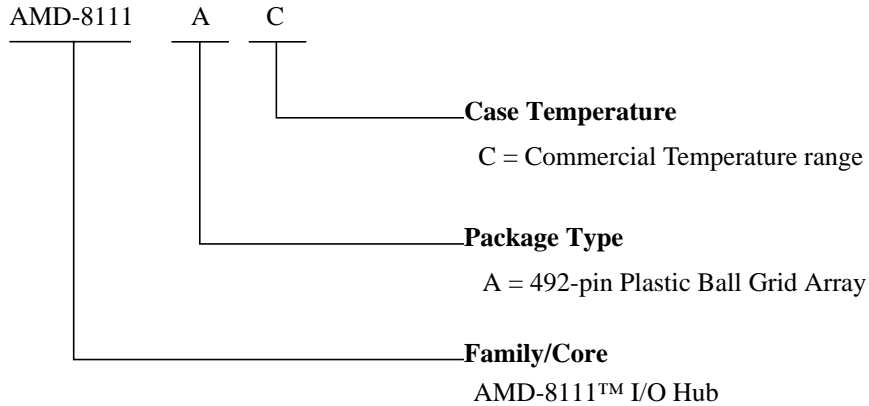 AMD-8111 A C
Case Temperature
C = Commercial Temperature range
Package Type
A = 492-pin Plastic Ball Grid Array
Family/Core
AMD-8111™ I/O Hub